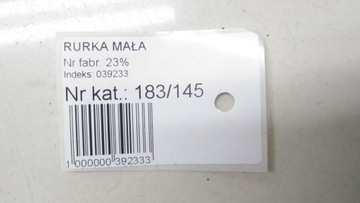 RURKA MAŁA
Nr fabr. 23%
Indeks: 039233
Nr kat.: 183/145
1 000000 392333